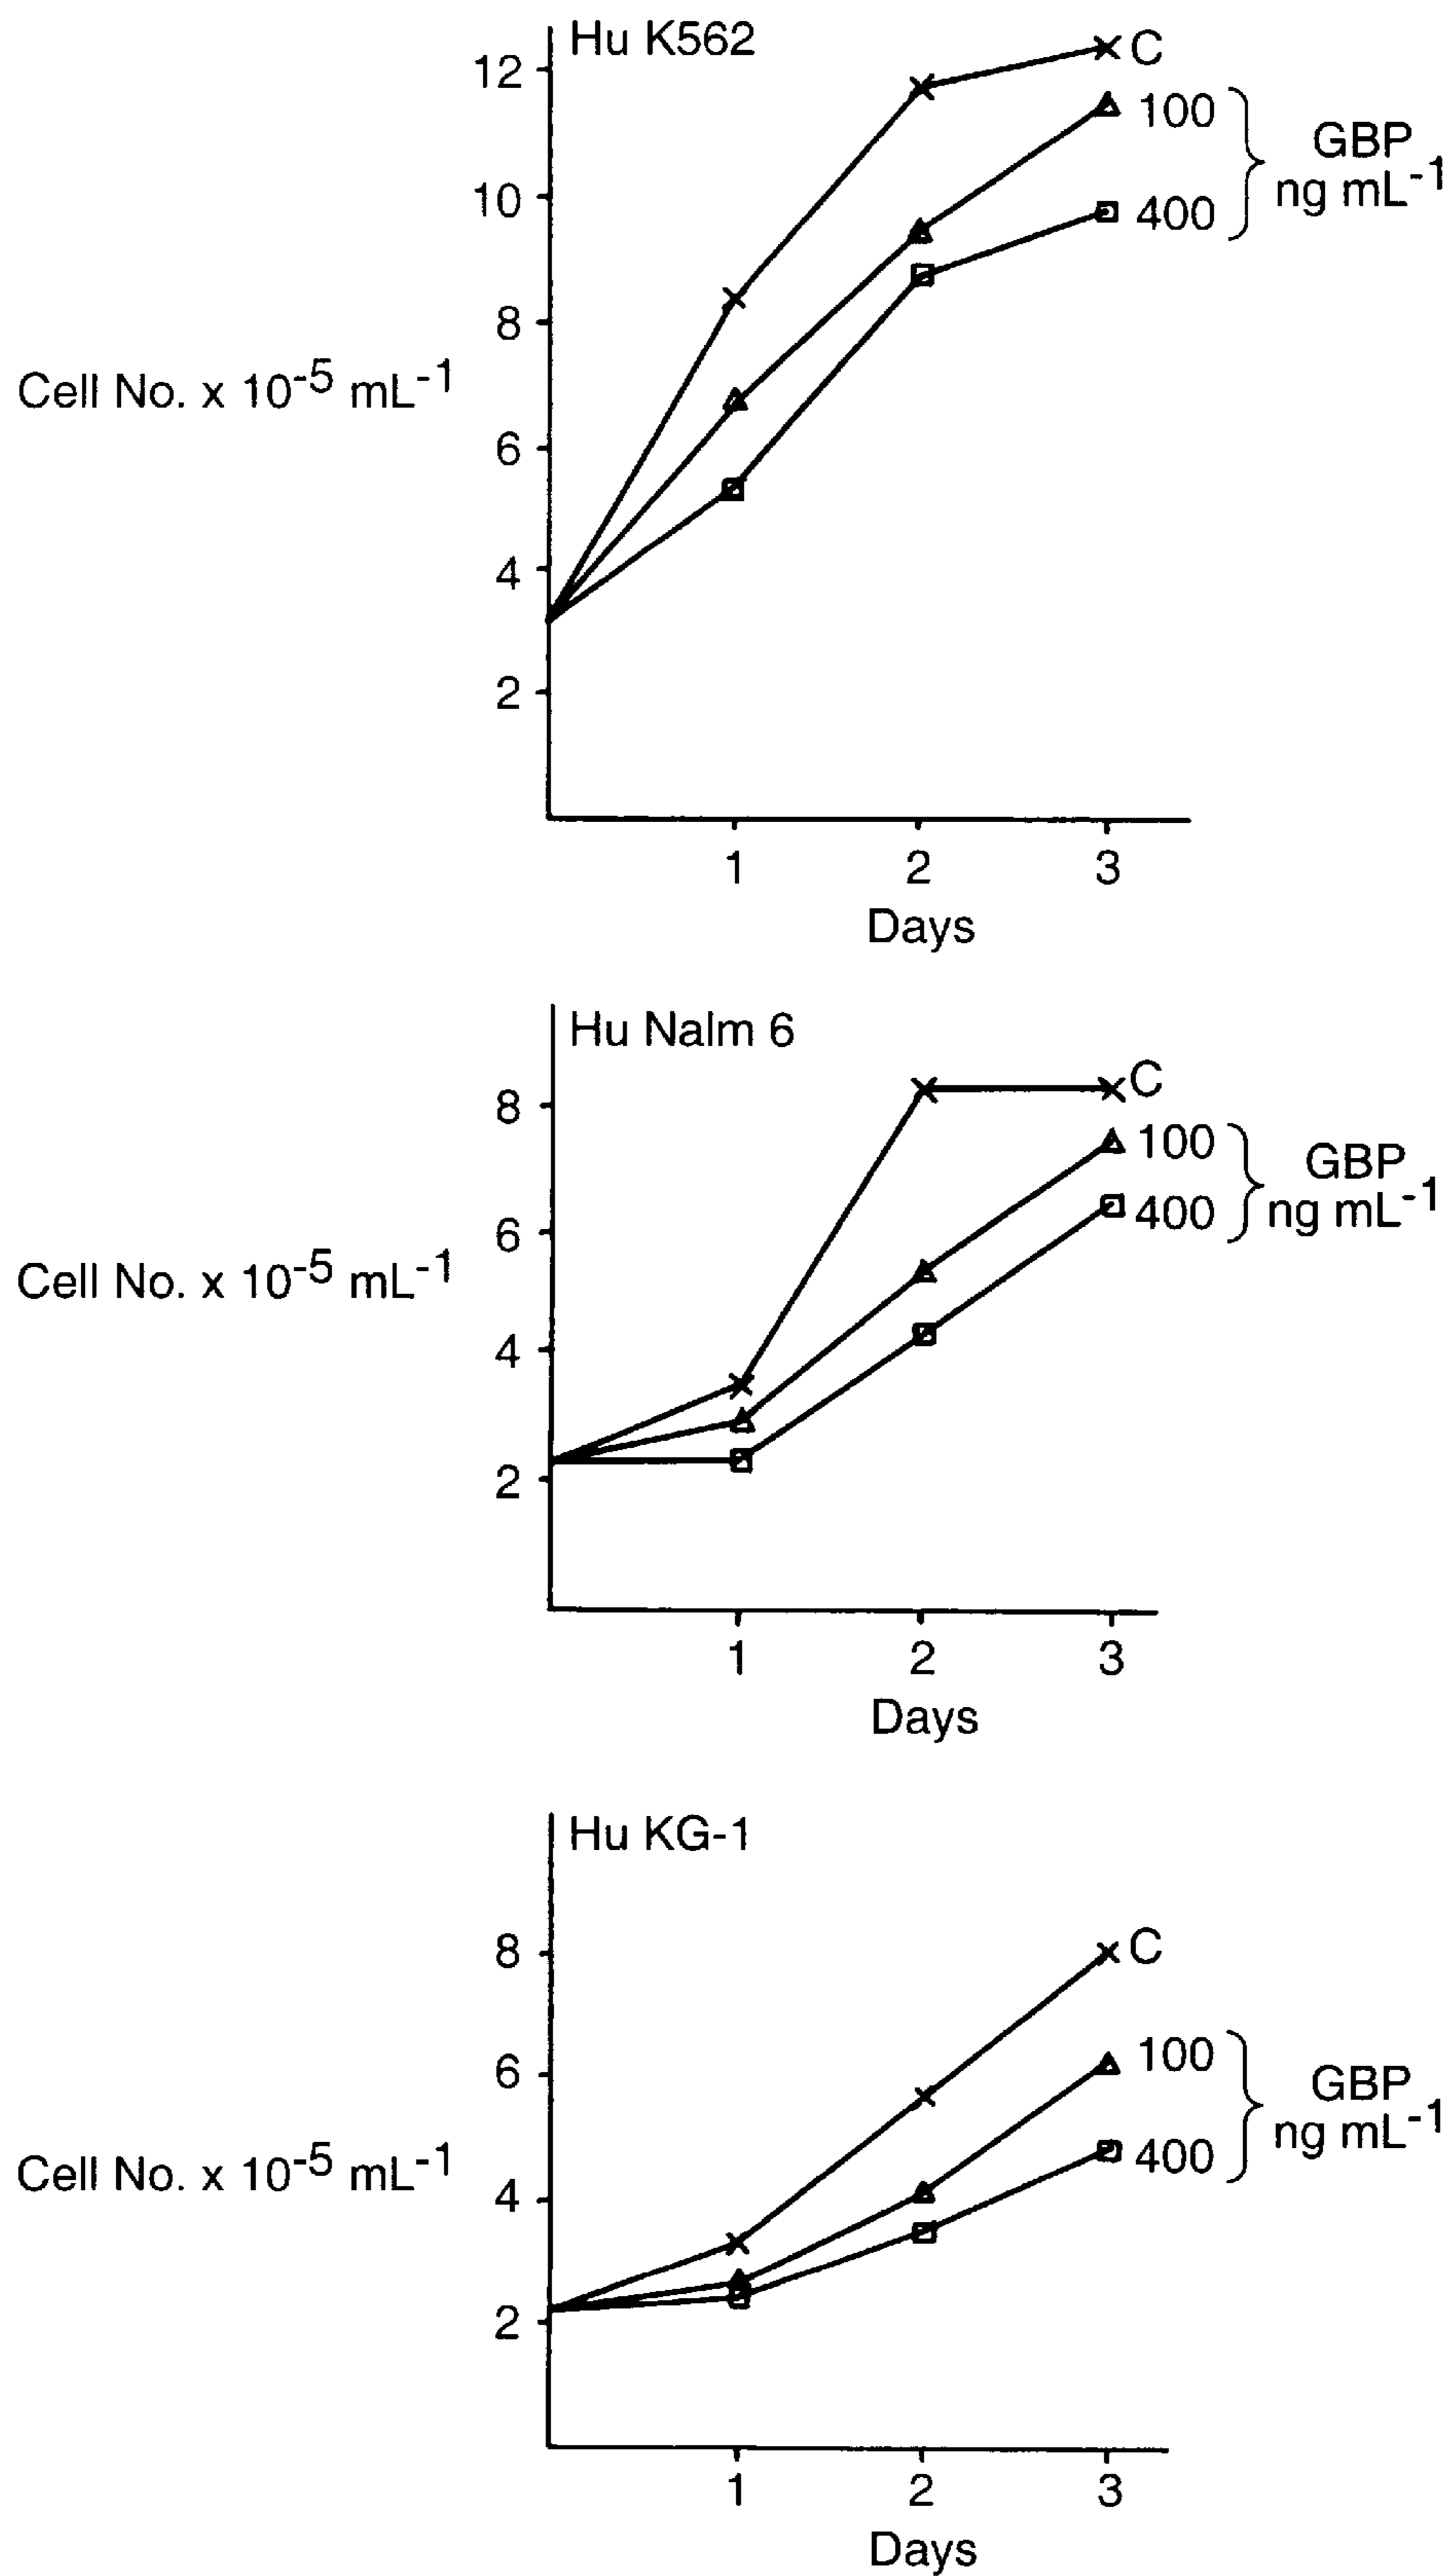 Hu K562
12
10
8
6
4
2
Cell No. x 10-5 mL-1
C
100
400
GBP
ng mL-1
1 2 3
Days
Hu Nalm 6
8
6
4
2
Cell No. x 10-5 mL-1
C
100
400
GBP
ng mL-1
1 2 3
Days
Hu KG-1
8
6
4
2
Cell No. x 10-5 mL-1
C
100
400
GBP
ng mL-1
1 2 3
Days